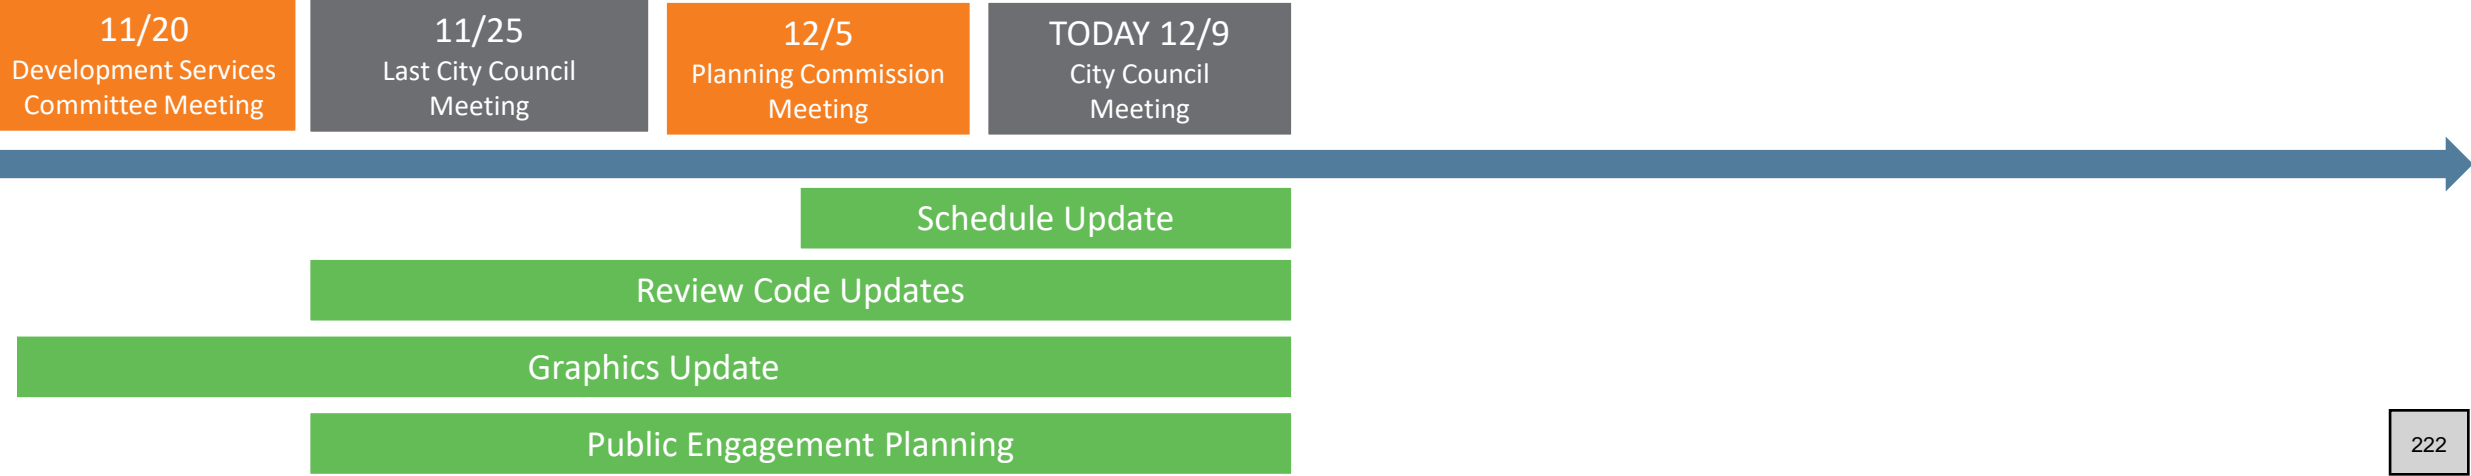 11/20
Development Services
Committee Meeting
11/25
Last City Council
Meeting
12/5
Planning Commission
Meeting
TODAY 12/9
City Council
Meeting
Schedule Update
Review Code Updates
Graphics Update
Public Engagement Planning
222